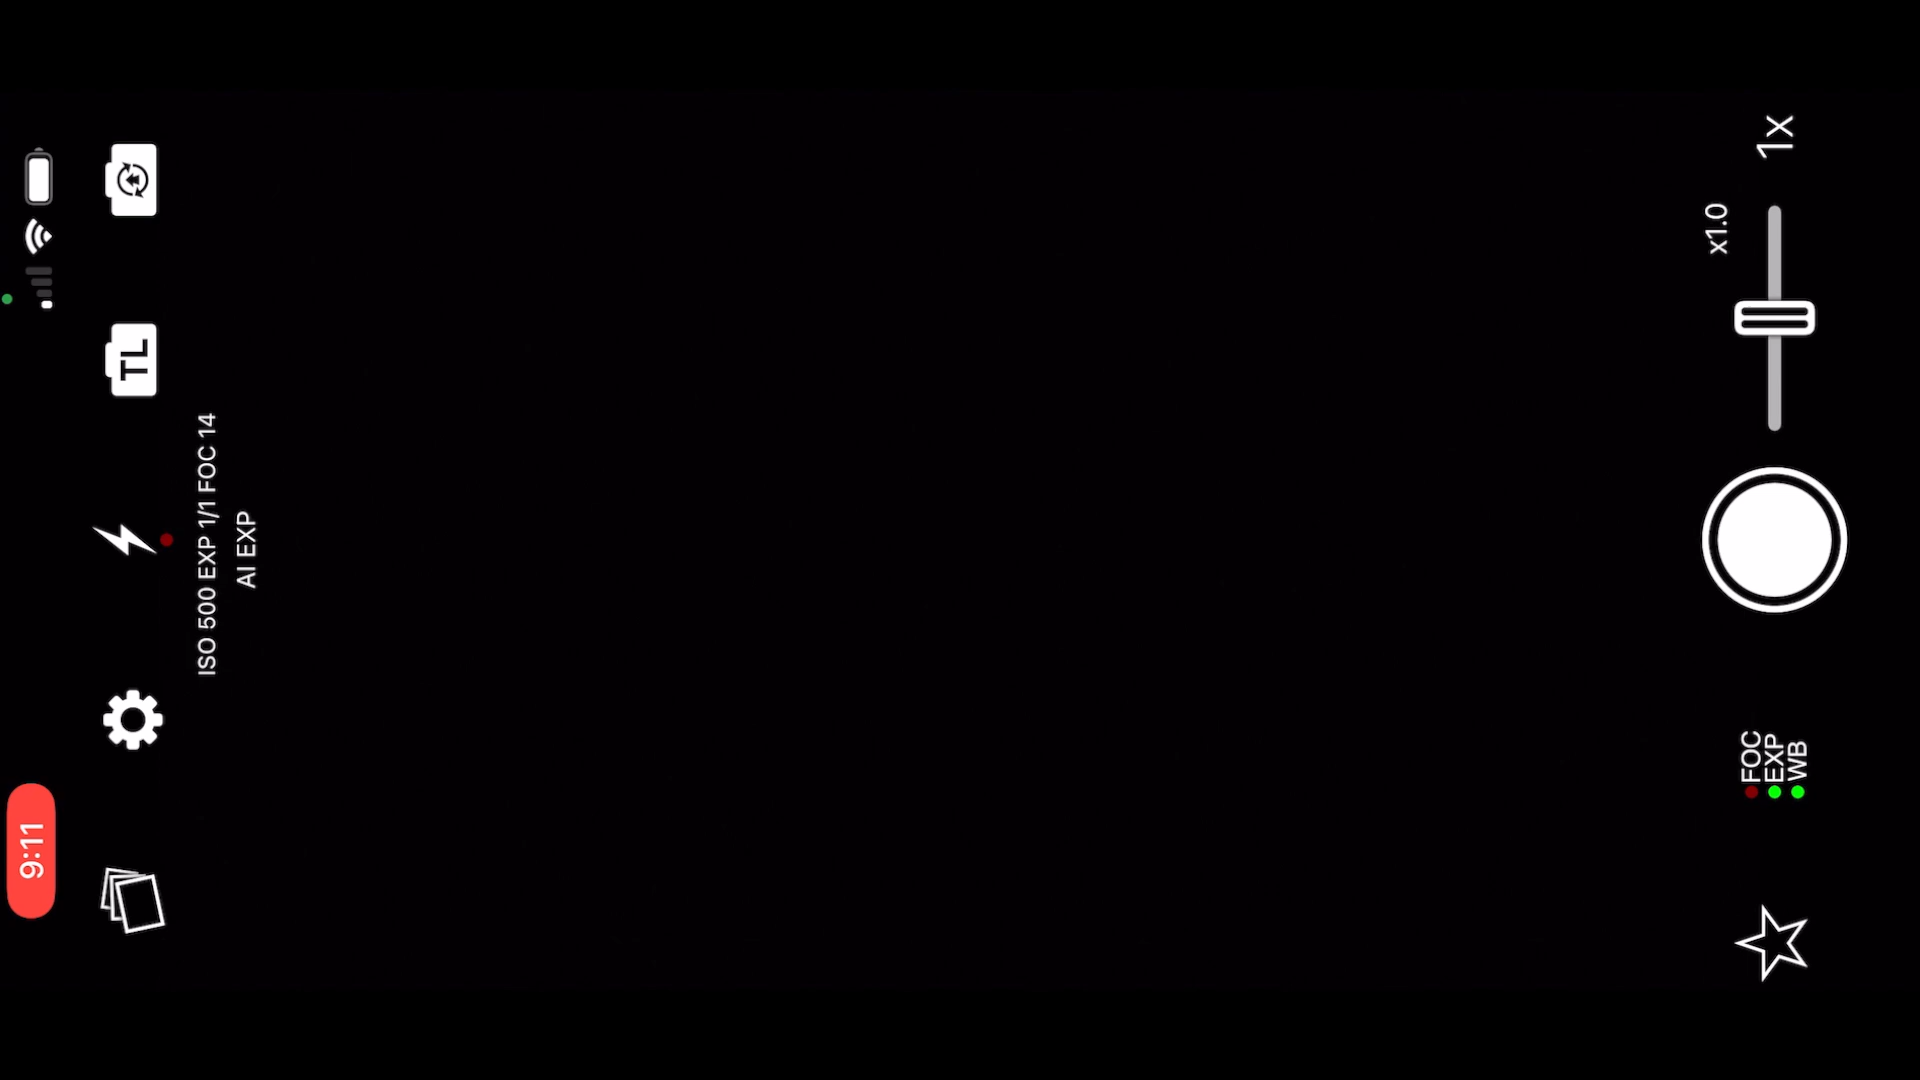 9:11
TL
ISO 500 EXP 1/1 FOC 14
AI EXP
x1.0
1X
FOC
EXP
WB